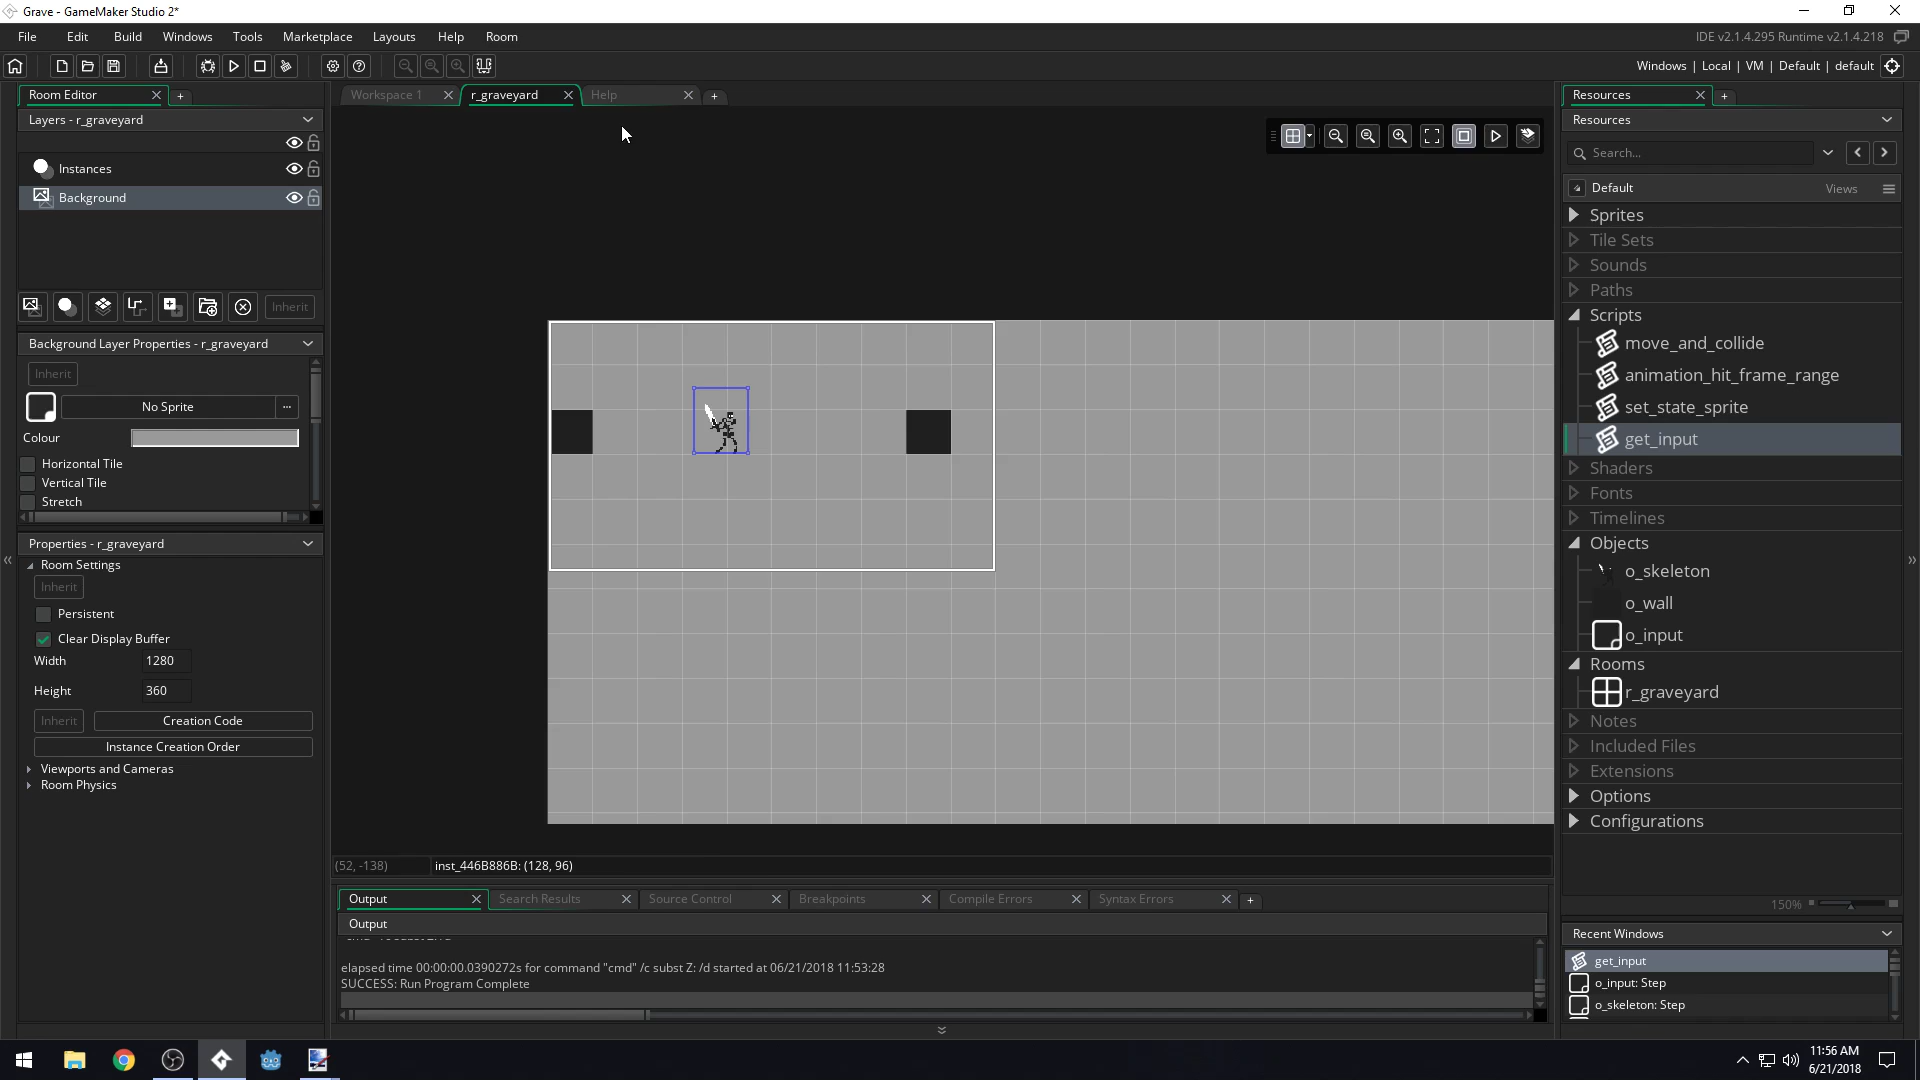 Grave - GameMaker Studio 2*
File Edit Build Windows Tools Marketplace Layouts Help Room
IDE v2.1.4.295 Runtime v2.1.4.218
Windows | Local | VM | Default | default
Room Editor
Workspace 1
r_graveyard
Help
Resources
Layers - r_graveyard
Resources
Search...
Instances
Background
Default
Views
Sprites
Tile Sets
Sounds
Paths
Scripts
move_and_collide
animation_hit_frame_range
set_state_sprite
get_input
Shaders
Fonts
Timelines
Objects
o_skeleton
o_wall
o_input
Rooms
r_graveyard
Notes
Included Files
Extensions
Options
Configurations
Inherit
Background Layer Properties - r_graveyard
Inherit
No Sprite
...
Colour
Horizontal Tile
Vertical Tile
Stretch
Properties - r_graveyard
Room Settings
Inherit
Persistent
Clear Display Buffer
Width 1280
Height 360
Inherit
Creation Code
Instance Creation Order
Viewports and Cameras
Room Physics
(52, -138)
inst_446B886B: (128, 96)
Output
Search Results
Source Control
Breakpoints
Compile Errors
Syntax Errors
Output
elapsed time 00:00:00.0390272s for command "cmd" /c subst Z: /d started at 06/21/2018 11:53:28
SUCCESS: Run Program Complete
150%
Recent Windows
get_input
o_input: Step
o_skeleton: Step
11:56 AM
6/21/2018